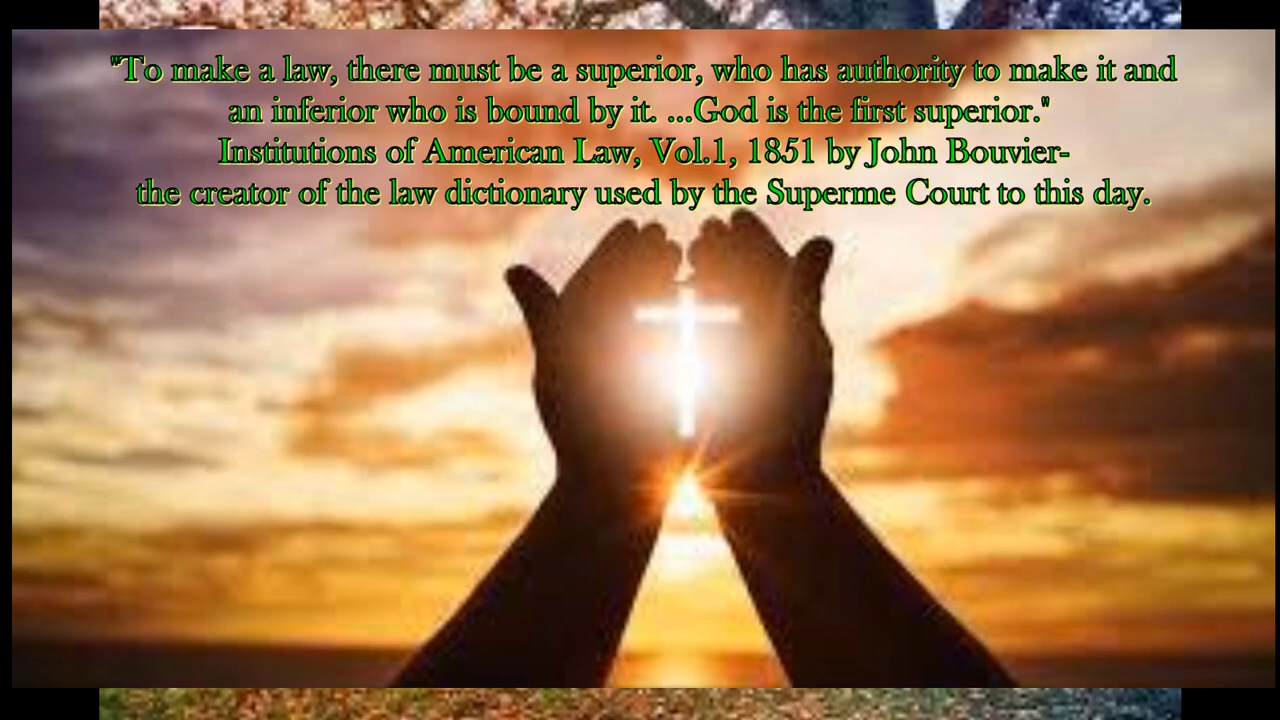 "To make a law, there must be a superior, who has authority to make it and
an inferior who is bound by it. ...God is the first superior."
Institutions of American Law, Vol.1, 1851 by John Bouvier-
the creator of the law dictionary used by the Superme Court to this day.